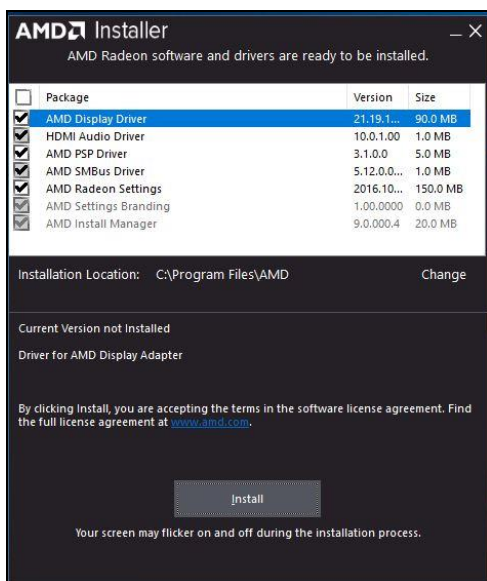 AMD Installer
AMD Radeon software and drivers are ready to be installed.
Package Version Size
AMD Display Driver 21.19.1... 90.0 MB
HDMI Audio Driver 10.0.1.00 1.0 MB
AMD PSP Driver 3.1.0.0 5.0 MB
AMD SMBus Driver 5.12.0.0... 1.0 MB
AMD Radeon Settings 2016.10... 150.0 MB
AMD Settings Branding 1.00.0000 0.0 MB
AMD Install Manager 9.0.000.4 20.0 MB
Installation Location: C:\Program Files\AMD Change
Current Version not Installed
Driver for AMD Display Adapter
By clicking Install, you are accepting the terms in the software license agreement. Find
the full license agreement at www.amd.com.
Install
Your screen may flicker on and off during the installation process.